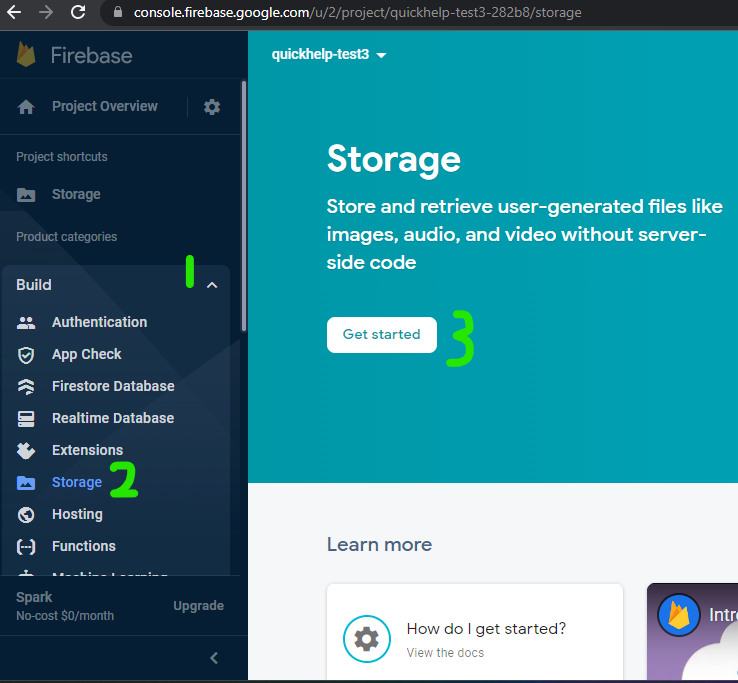 console.firebase.google.com/u/2/project/quickhelp-test3-282b8/storage
Firebase
quickhelp-test3
Project Overview
Project shortcuts
Storage
Product categories
Build
1
Authentication
App Check
Firestore Database
Realtime Database
Extensions
Storage
2
Hosting
Functions
Machine Learning
Spark
No-cost $0/month
Upgrade
Storage
Store and retrieve user-generated files like
images, audio, and video without server-
side code
Get started
3
Learn more
How do I get started?
View the docs